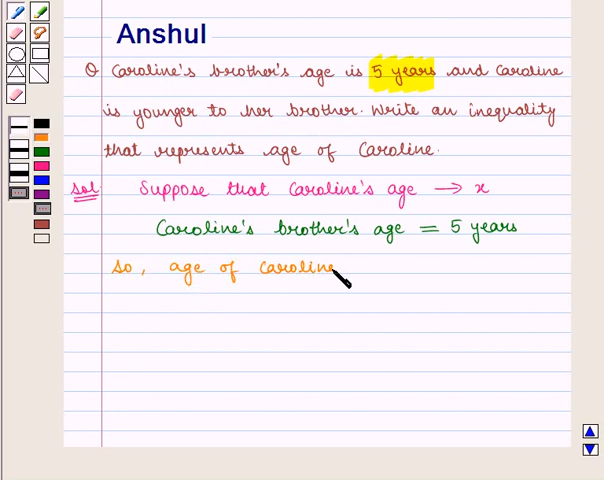 Anshul
Q Caroline's brother's age is 5 years and Caroline
is younger to her brother. Write an inequality
that represents age of Caroline.
Sol Suppose that Caroline's age → x
Caroline's brother's age = 5 years
So, age of Caroline